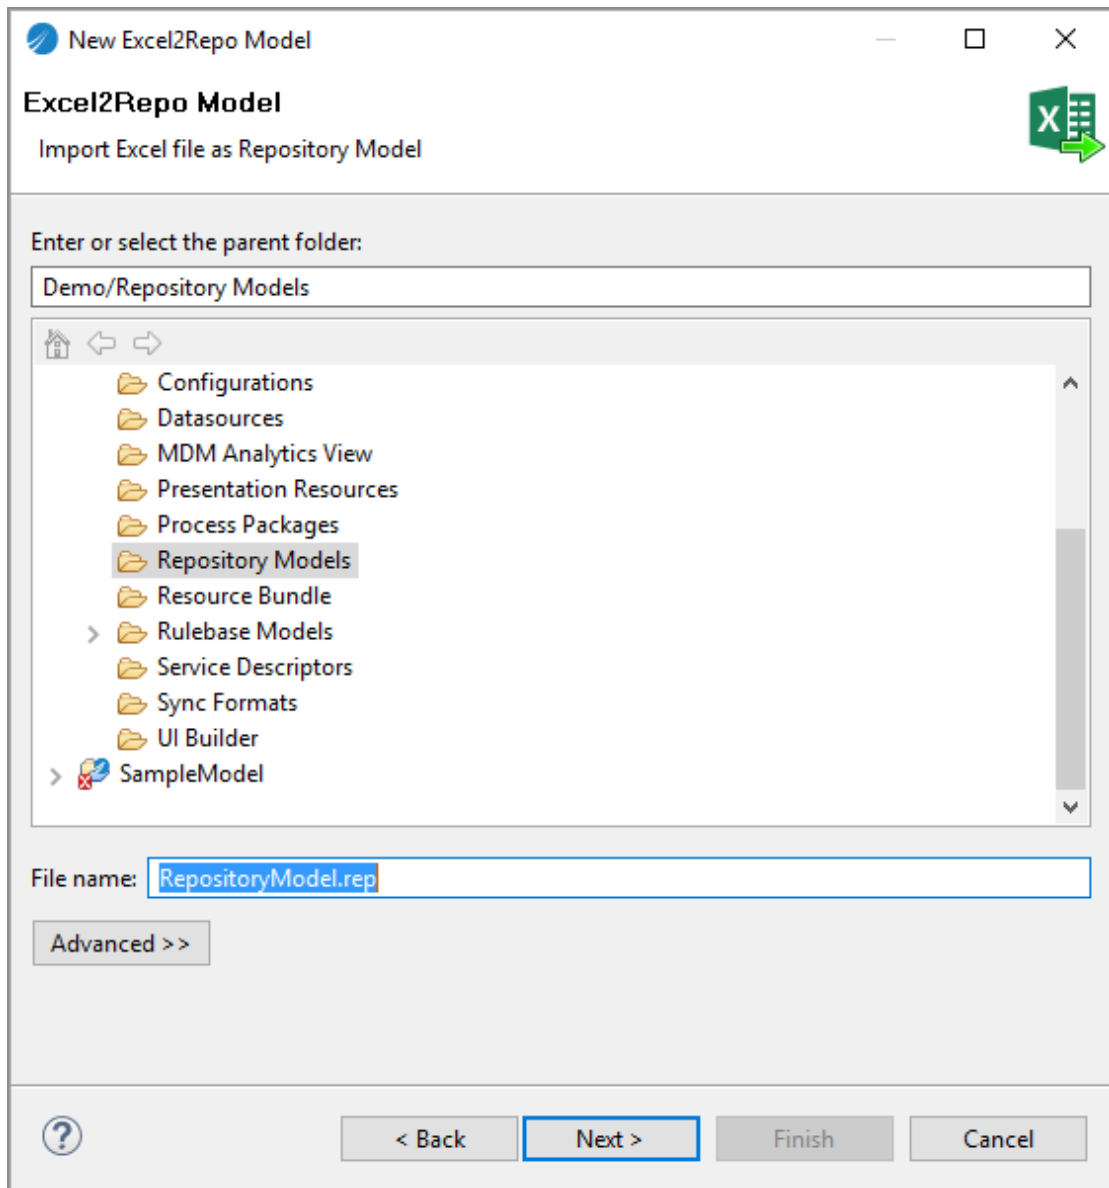 New Excel2Repo Model
Excel2Repo Model
Import Excel file as Repository Model
X
Enter or select the parent folder:
Demo/Repository Models
Configurations
Datasources
MDM Analytics View
Presentation Resources
Process Packages
Repository Models
Resource Bundle
Rulebase Models
Service Descriptors
Sync Formats
UI Builder
SampleModel
File name: RepositoryModel.rep
Advanced >>
? < Back Next > Finish Cancel